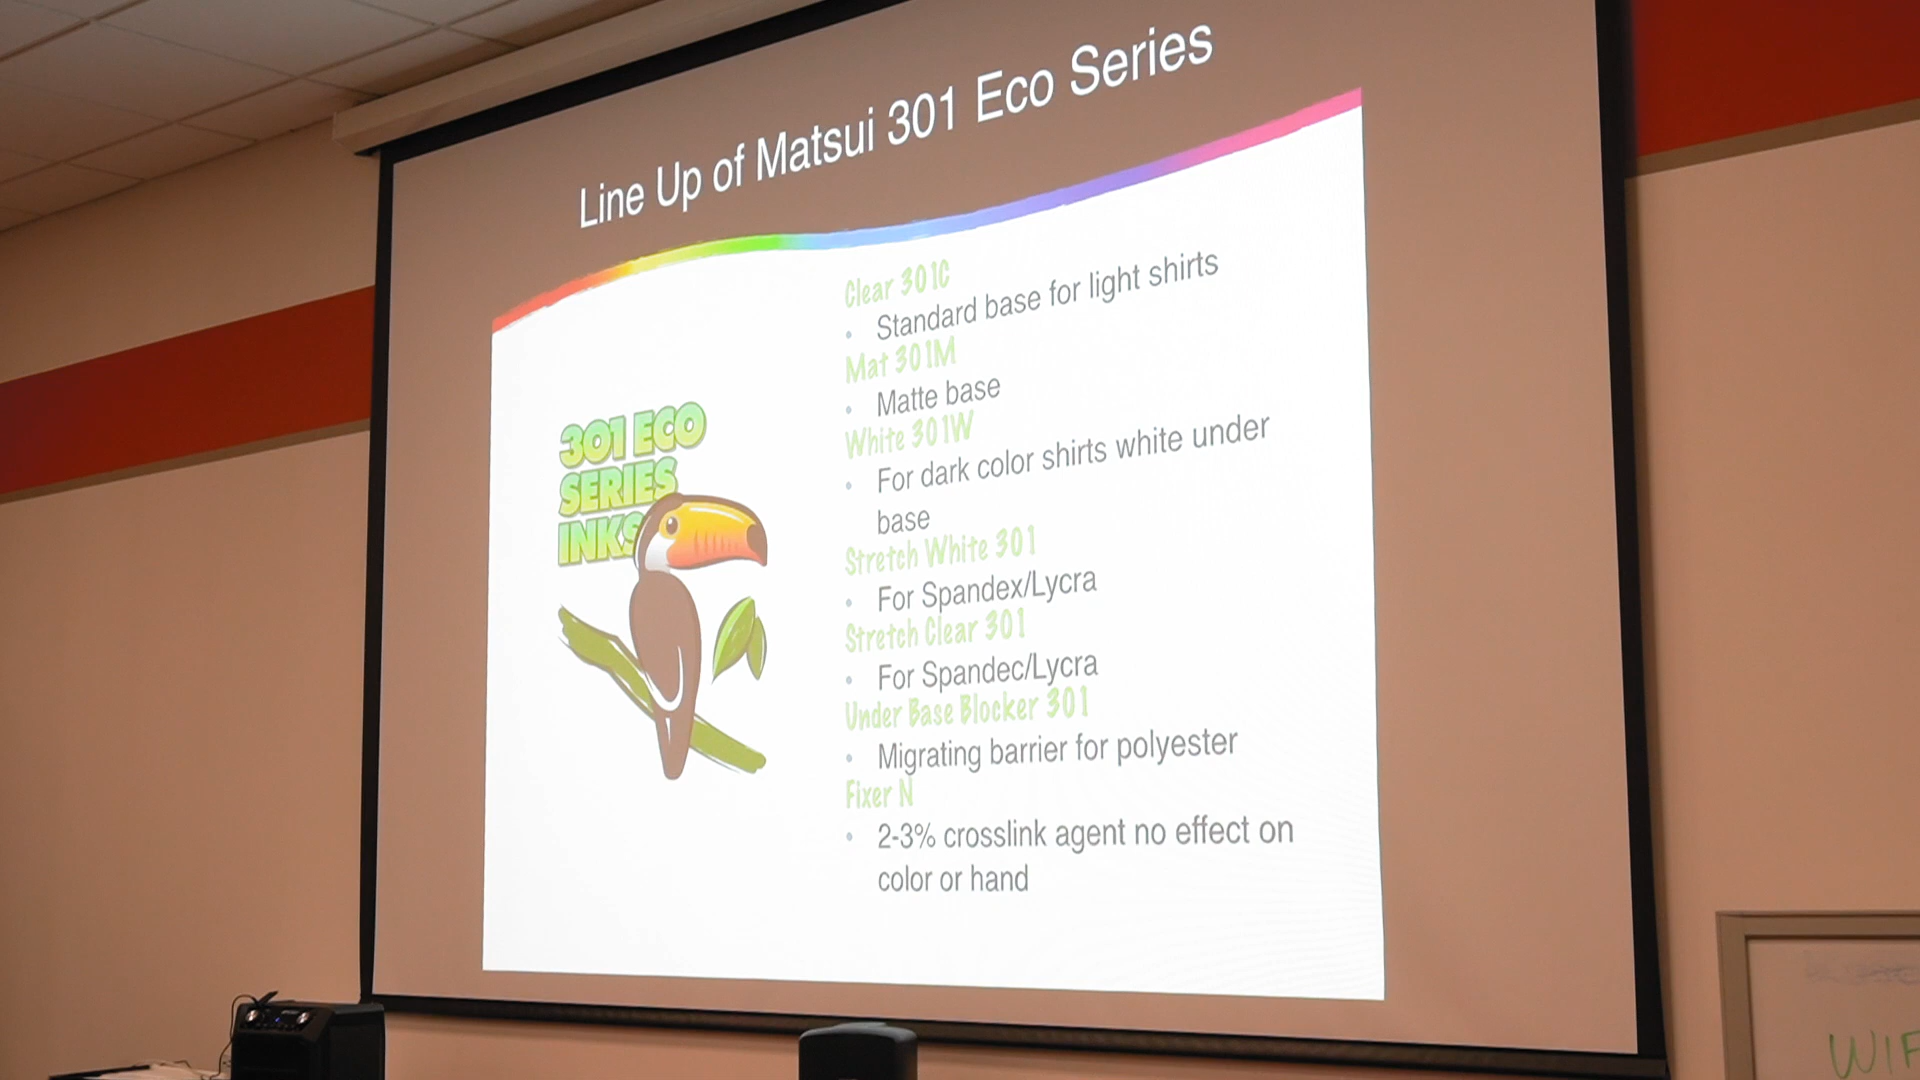 Line Up of Matsui 301 Eco Series
301 ECO
SERIES
INKS
Clear 301C
• Standard base for light shirts
Mat 301M
• Matte base
White 301W
• For dark color shirts white under
base
Stretch White 301
• For Spandex/Lycra
Stretch Clear 301
• For Spandec/Lycra
Under Base Blocker 301
• Migrating barrier for polyester
Fixer N
• 2-3% crosslink agent no effect on
color or hand